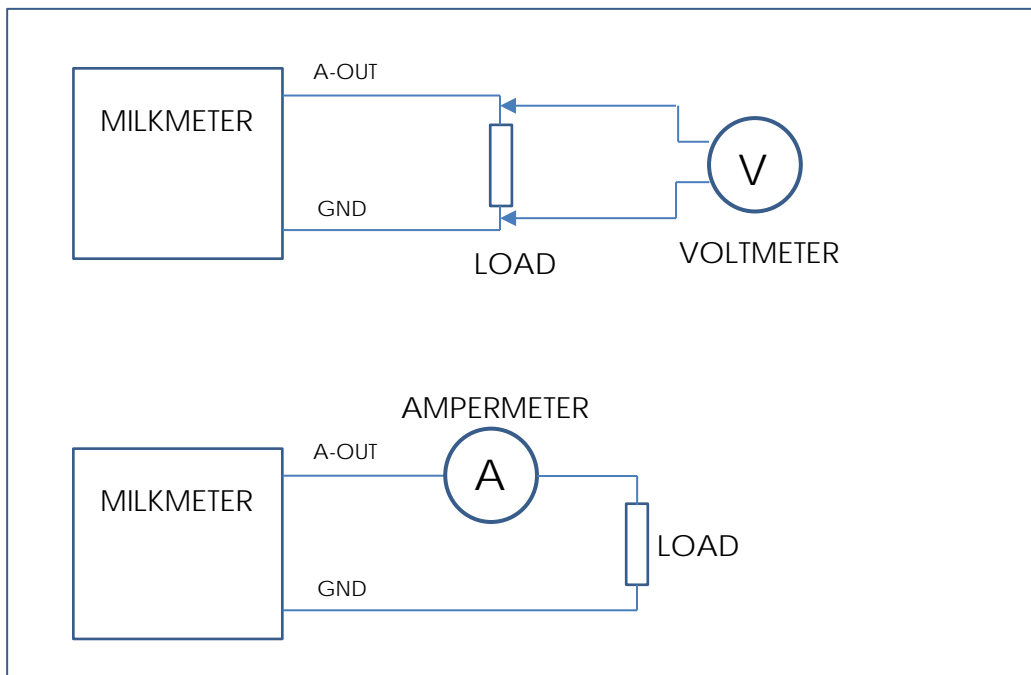 A-OUT
MILKMETER
V
GND
LOAD
VOLTMETER
AMPERMETER
A-OUT
A
MILKMETER
LOAD
GND